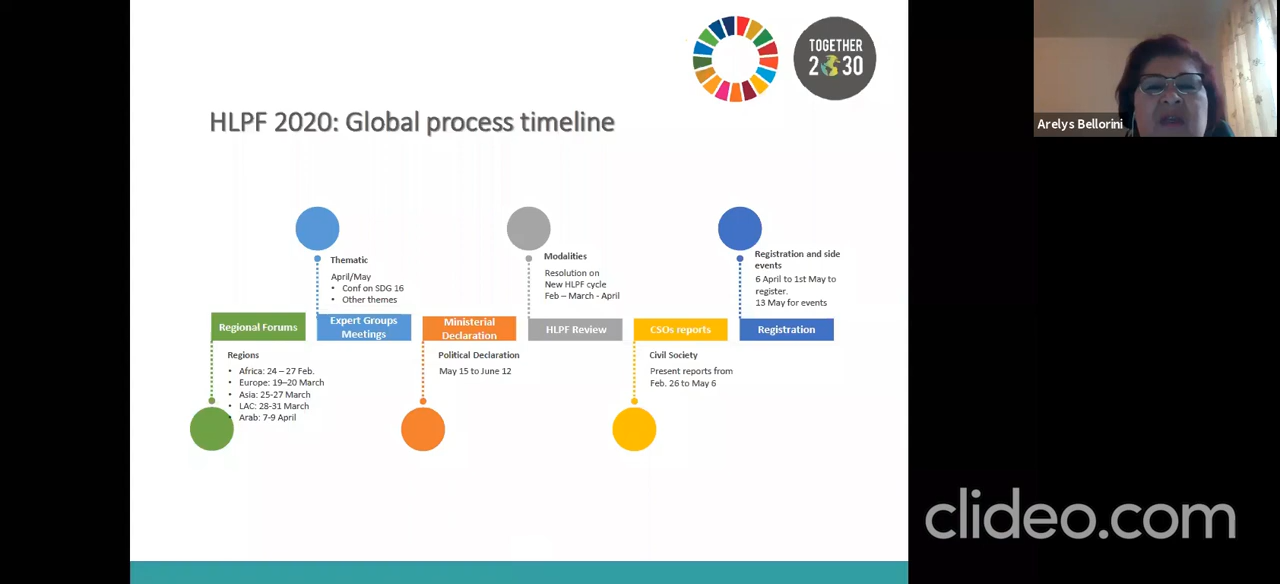 TOGETHER
2030
HLPF 2020: Global process timeline
Arelys Bellorini
Thematic
April/May
• Conf on SDG 16
• Other themes
Modalities
Resolution on
New HLPF cycle
Feb – March - April
Registration and side
events
6 April to 1st May to
register.
13 May for events
Regional Forums
Expert Groups
Meetings
Ministerial
Declaration
HLPF Review
CSOs reports
Registration
Regions
• Africa: 24 – 27 Feb.
• Europe: 19–20 March
• Asia: 25-27 March
• LAC: 28-31 March
• Arab: 7-9 April
Political Declaration
May 15 to June 12
Civil Society
Present reports from
Feb. 26 to May 6
clideo.com